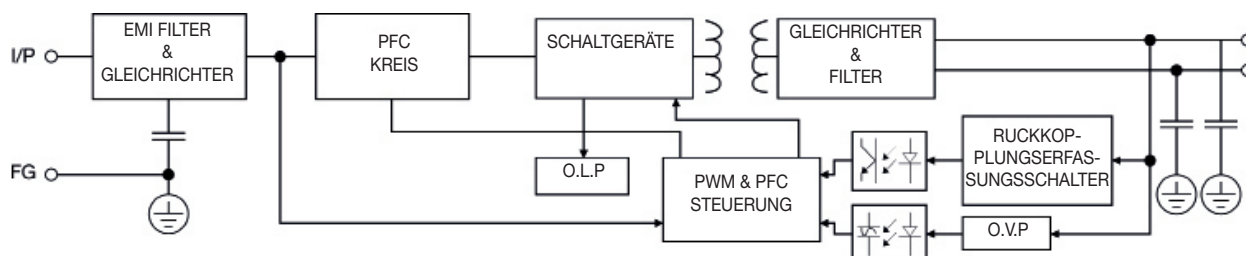 I/P
EMI FILTER
&
GLEICHRICHTER
PFC
KREIS
SCHALTGERÄTE
GLEICHRICHTER
&
FILTER
FG
O.L.P
PWM & PFC
STEUERUNG
RUCKKOP-
PLUNGSERFAS-
SUNGSSCHALTER
O.V.P